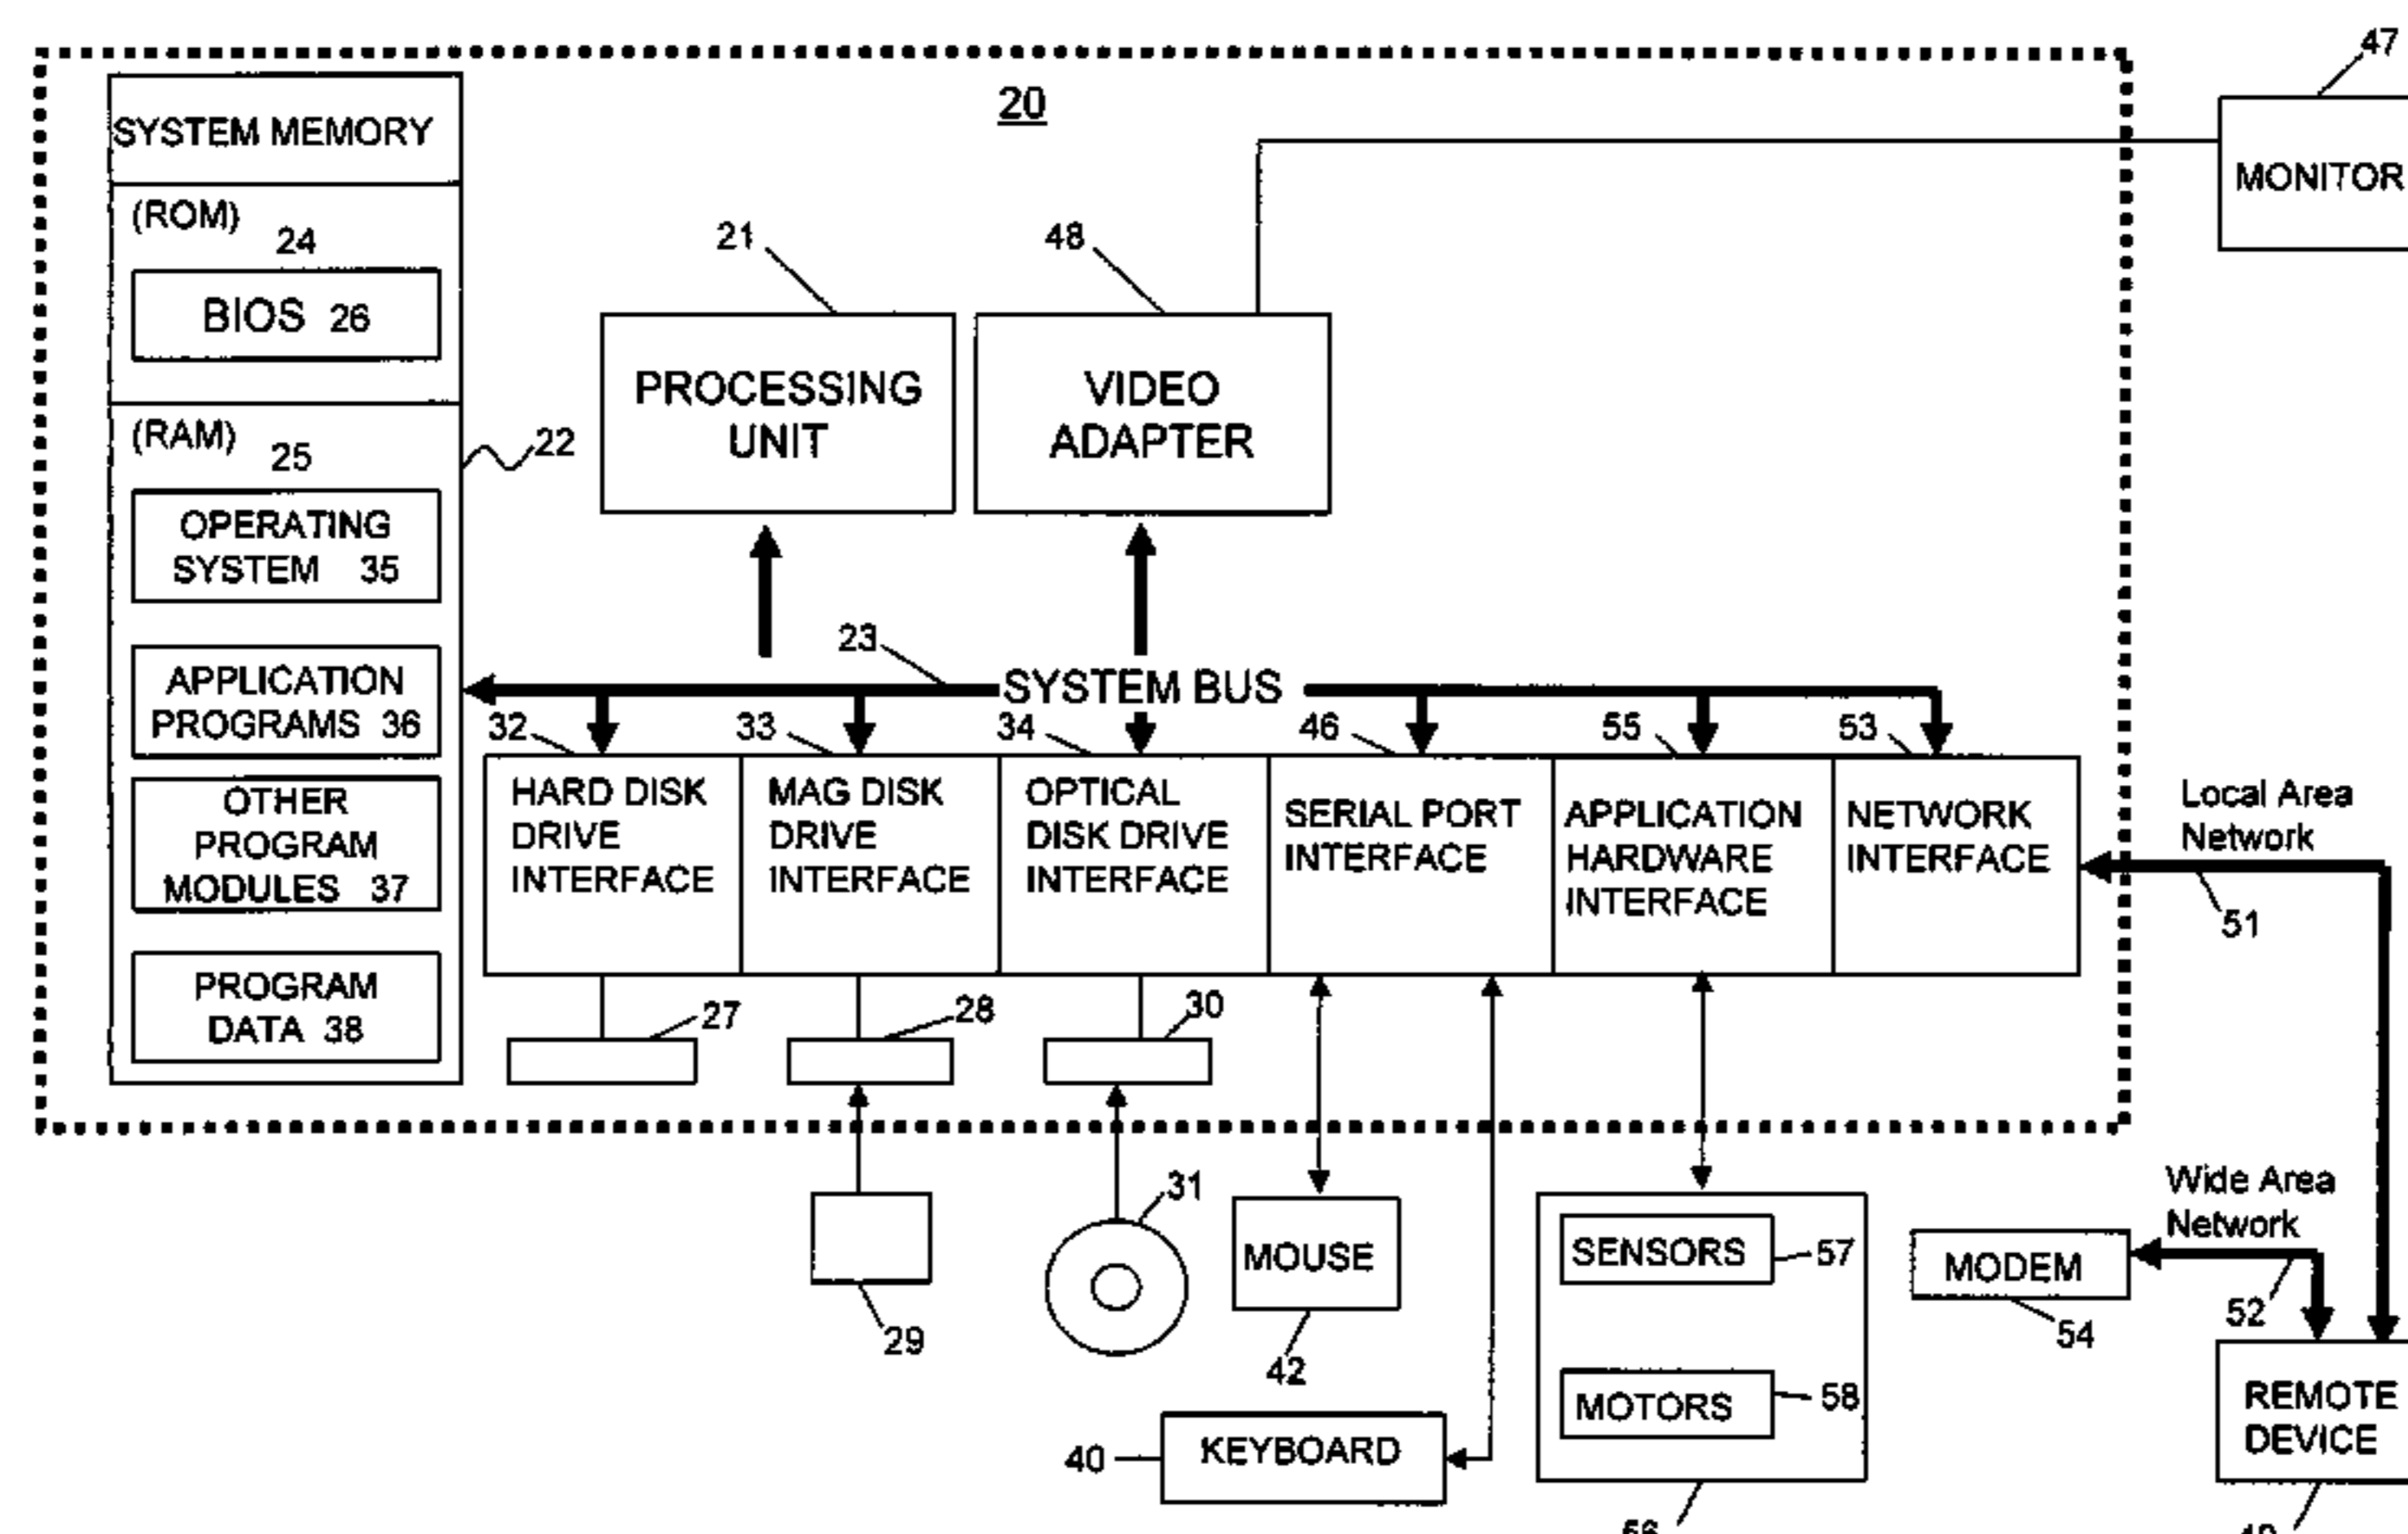 47
20
SYSTEM MEMORY
MONITOR
(ROM)
24
21
48
BIOS 26
PROCESSING
UNIT
VIDEO
ADAPTER
(RAM)
25
22
OPERATING
SYSTEM 35
23
SYSTEM BUS
APPLICATION
PROGRAMS 36
32
33
34
46
55
53
OTHER
PROGRAM
MODULES 37
HARD DISK
DRIVE
INTERFACE
MAG DISK
DRIVE
INTERFACE
OPTICAL
DISK DRIVE
INTERFACE
SERIAL PORT
INTERFACE
APPLICATION
HARDWARE
INTERFACE
NETWORK
INTERFACE
Local Area
Network
51
PROGRAM
DATA 38
27
28
30
31
29
MOUSE
42
SENSORS
57
MOTORS
58
MODEM
54
Wide Area
Network
52
40
KEYBOARD
REMOTE
DEVICE
56